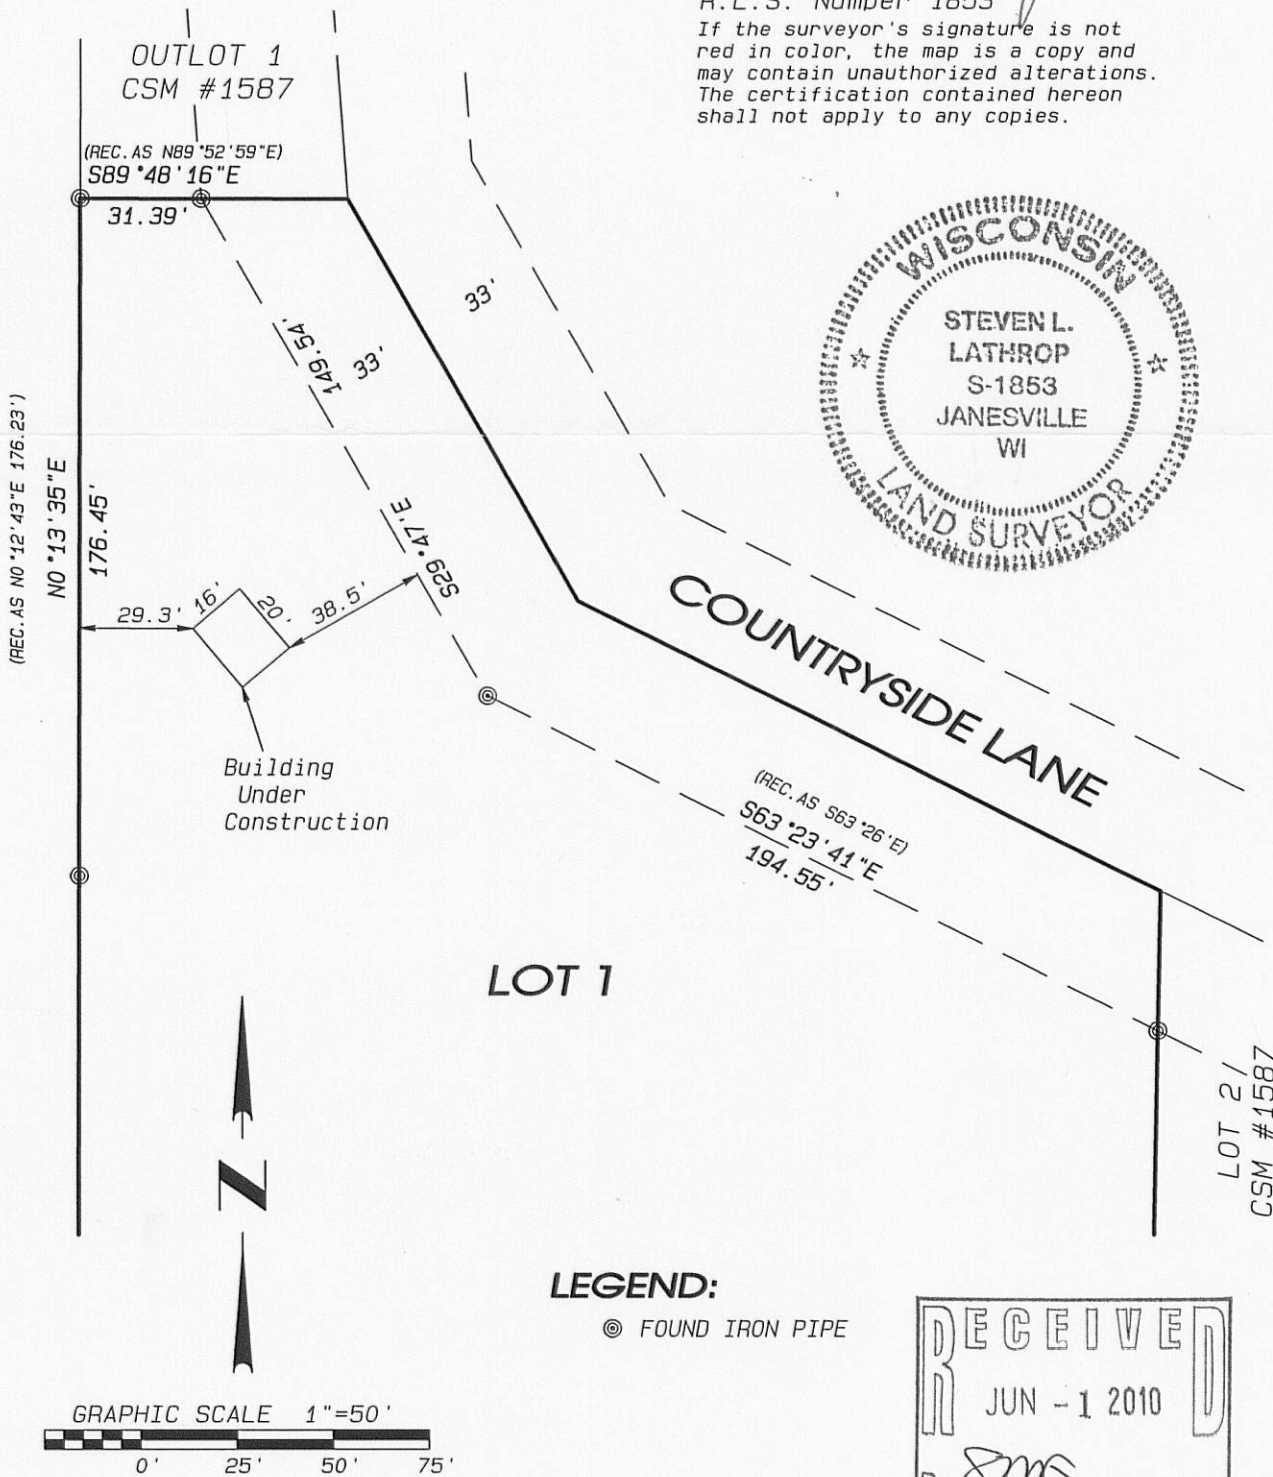 R.L.S. Number 1853
If the surveyor's signature is not
red in color, the map is a copy and
may contain unauthorized alterations.
The certification contained hereon
shall not apply to any copies.
OUTLOT 1
CSM #1587
(REC. AS N89°52'59"E)
S89°48'16"E
31.39'
WISCONSIN
STEVEN L.
LATHROP
S-1853
JANESVILLE
WI
LAND SURVEYOR
33'
149.54'
33'
(REC. AS N0°12'43"E 176.23')
N0°13'35"E
176.45'
S29°47'E
29.3'
16'
20'
38.5'
COUNTRYSIDE LANE
Building
Under
Construction
(REC. AS S63°26'E)
S63°23'41"E
194.55'
LOT 1
LOT 2
CSM #1587
N
LEGEND:
FOUND IRON PIPE
RECEIVED
JUN -1 2010
GRAPHIC SCALE 1"=50'
0' 25' 50' 75'